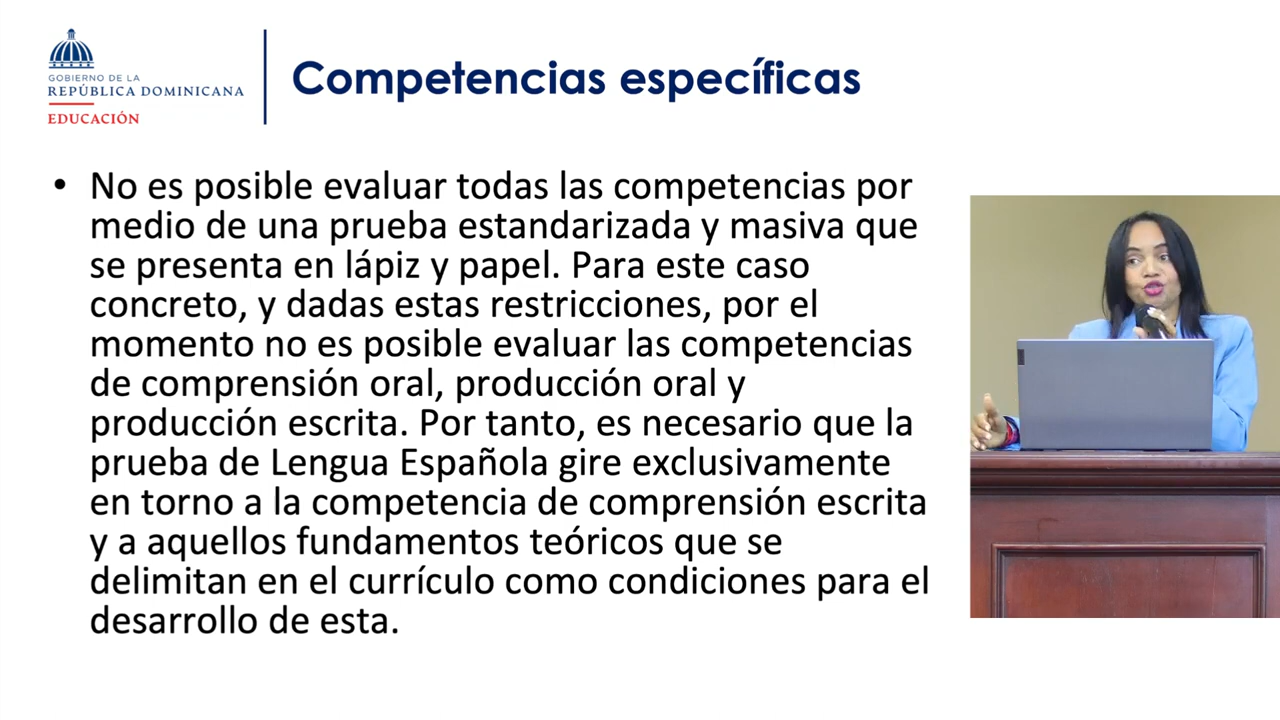 GOBIERNO DE LA
REPÚBLICA DOMINICANA
EDUCACIÓN
Competencias específicas
• No es posible evaluar todas las competencias por
medio de una prueba estandarizada y masiva que
se presenta en lápiz y papel. Para este caso
concreto, y dadas estas restricciones, por el
momento no es posible evaluar las competencias
de comprensión oral, producción oral y
producción escrita. Por tanto, es necesario que la
prueba de Lengua Española gire exclusivamente
en torno a la competencia de comprensión escrita
y a aquellos fundamentos teóricos que se
delimitan en el currículo como condiciones para el
desarrollo de esta.